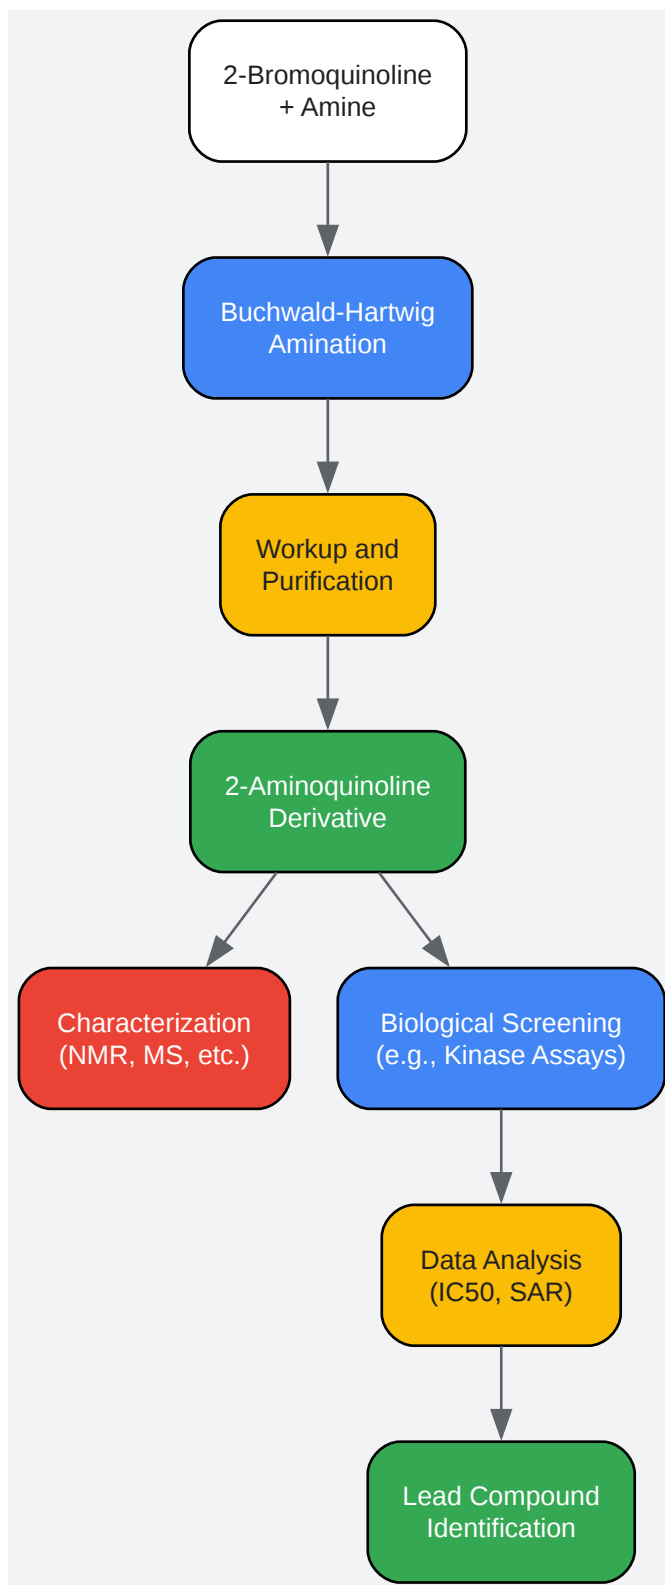 2-Bromoquinoline
+ Amine
Buchwald-Hartwig
Amination
Workup and
Purification
2-Aminoquinoline
Derivative
Characterization
(NMR, MS, etc.)
Biological Screening
(e.g., Kinase Assays)
Data Analysis
(IC50, SAR)
Lead Compound
Identification